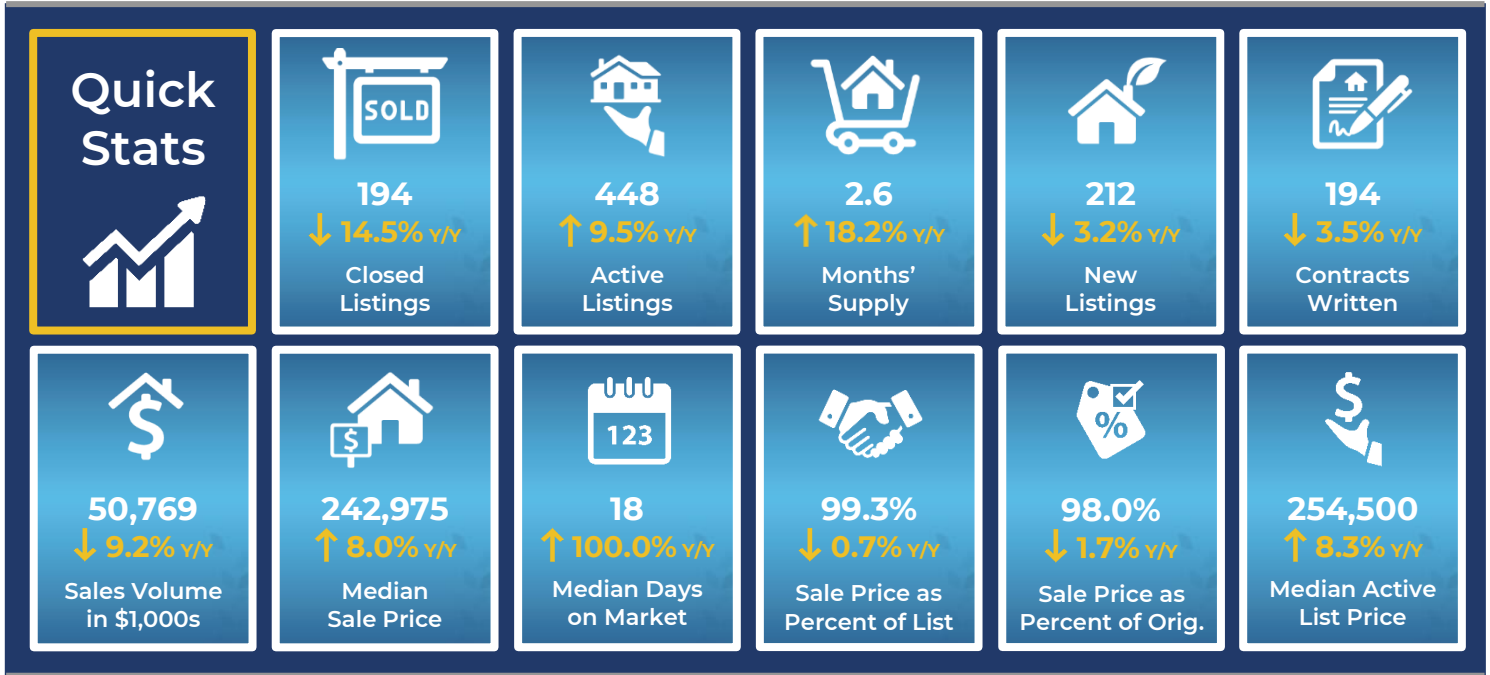 Quick
Stats
SOLD
194
↓ 14.5% Y/Y
Closed
Listings
448
↑ 9.5% Y/Y
Active
Listings
2.6
↑ 18.2% Y/Y
Months’
Supply
212
↓ 3.2% Y/Y
New
Listings
194
↓ 3.5% Y/Y
Contracts
Written
$
50,769
↓ 9.2% Y/Y
Sales Volume
in $1,000s
$
242,975
↑ 8.0% Y/Y
Median
Sale Price
123
18
↑ 100.0% Y/Y
Median Days
on Market
99.3%
↓ 0.7% Y/Y
Sale Price as
Percent of List
%
98.0%
↓ 1.7% Y/Y
Sale Price as
Percent of Orig.
$
254,500
↑ 8.3% Y/Y
Median Active
List Price